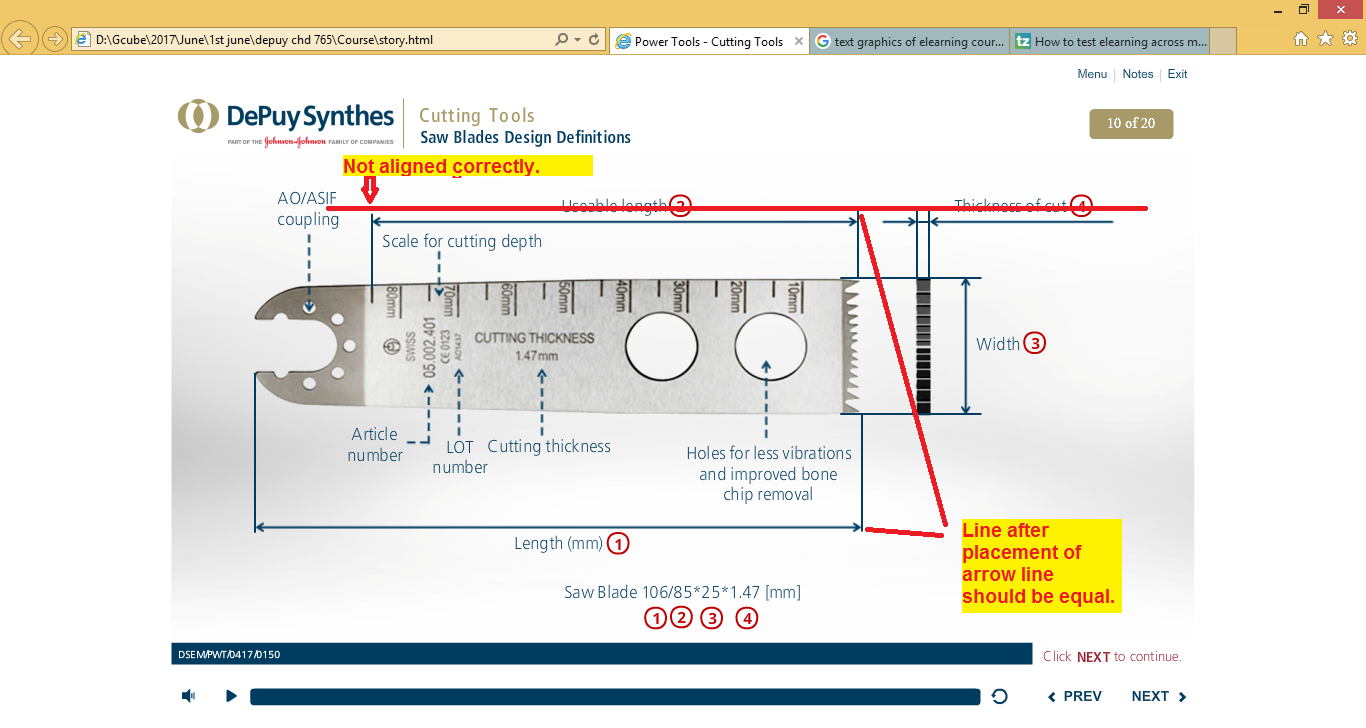 D:\Gcube\2017\June\1st june\depuy chd 765\Course\story.html
Power Tools - Cutting Tools
text graphics of elearning cour...
How to test elearning across m...
Menu | Notes | Exit
DePuy Synthes
PART OF THE Johnson & Johnson FAMILY OF COMPANIES
Cutting Tools
Saw Blades Design Definitions
10 of 20
Not aligned correctly.
AO/ASIF
coupling
Useable length 2
Thickness of cut 4
Scale for cutting depth
80mm
70mm
60mm
50mm
40mm
30mm
20mm
10mm
SWISS
05.002.401
CE 0123
AO1437
CUTTING THICKNESS
1.47mm
Width 3
Article
number
LOT
number
Cutting thickness
Holes for less vibrations
and improved bone
chip removal
Length (mm) 1
Line after
placement of
arrow line
should be equal.
Saw Blade 106/85*25*1.47 [mm]
1 2 3 4
DSEM/PWT/0417/0150
Click NEXT to continue.
PREV
NEXT